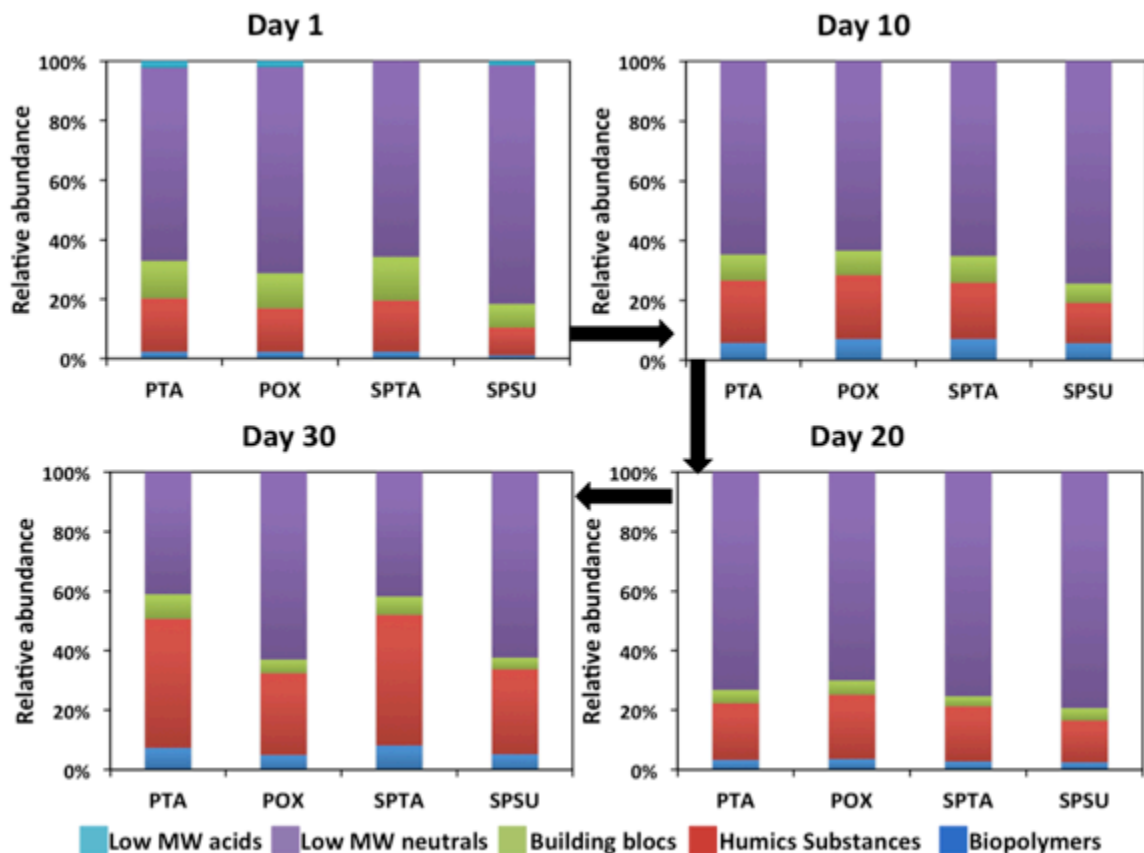 Day 1
Relative abundance
100%
80%
60%
40%
20%
0%
PTA POX SPTA SPSU
Day 10
Relative abundance
100%
80%
60%
40%
20%
0%
PTA POX SPTA SPSU
Day 30
Relative abundance
100%
80%
60%
40%
20%
0%
PTA POX SPTA SPSU
Day 20
Relative abundance
100%
80%
60%
40%
20%
0%
PTA POX SPTA SPSU
Low MW acids Low MW neutrals Building blocs Humics Substances Biopolymers